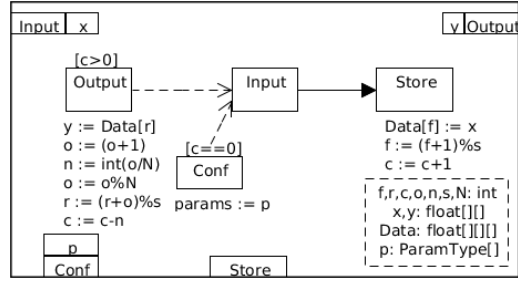 Input x
y Output
[c>0]
Output
Input
Store
y := Data[r]
o := (o+1)
n := int(o/N)
o := o%N
r := (r+o)%s
c := c-n
[c==0]
Conf
params := p
Data[f] := x
f := (f+1)%s
c := c+1
f,r,c,o,n,s,N: int
x,y: float[][]
Data: float[][][]
p: ParamType[]
p
Conf
Store